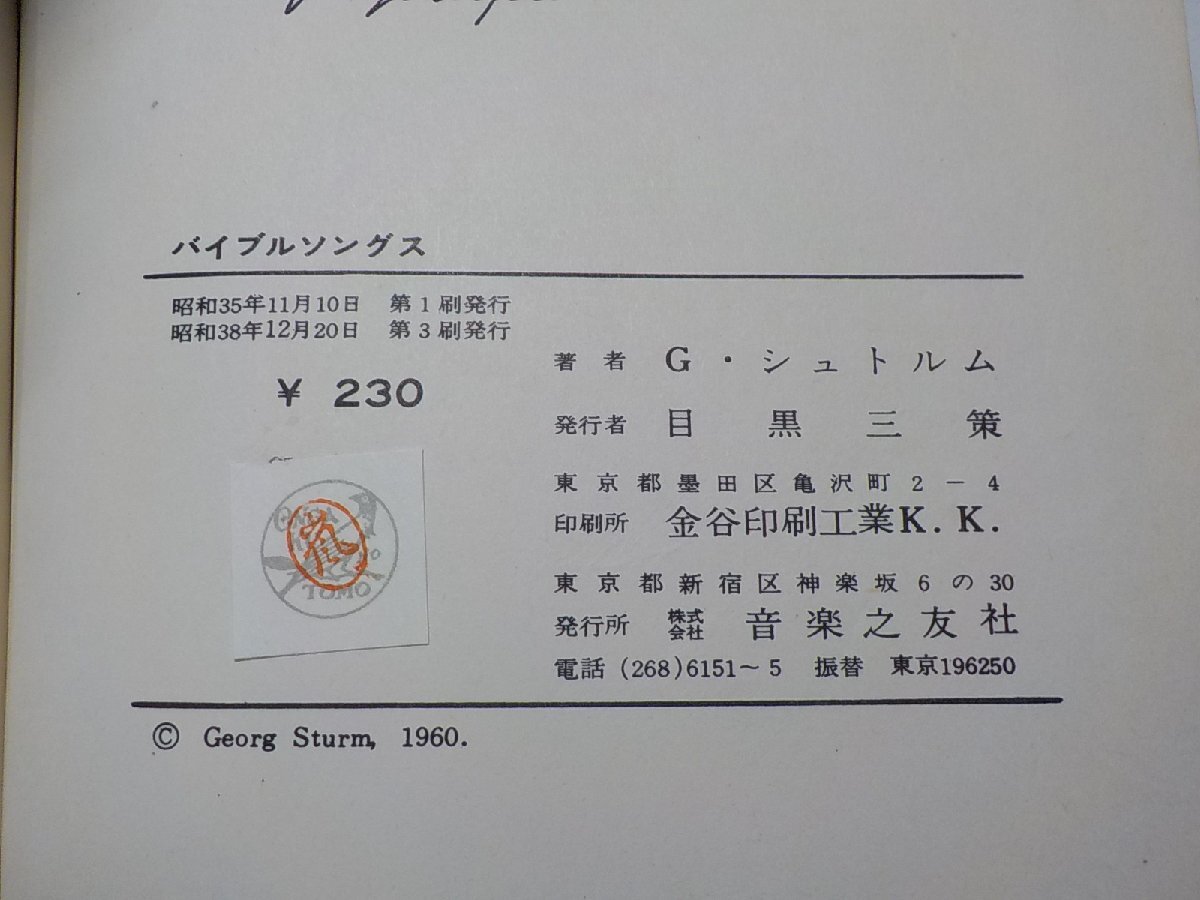 バイブルソングス
昭和35年11月10日 第1刷発行
昭和38年12月20日 第3刷発行
¥ 230
著者 G・シュトルム
発行者 目黒三策
東京都墨田区亀沢町2-4
印刷所 金谷印刷工業K.K.
東京都新宿区神楽坂6の30
発行所 株式会社 音楽之友社
電話(268)6151~5 振替 東京196250
TOMO
© Georg Sturm, 1960.